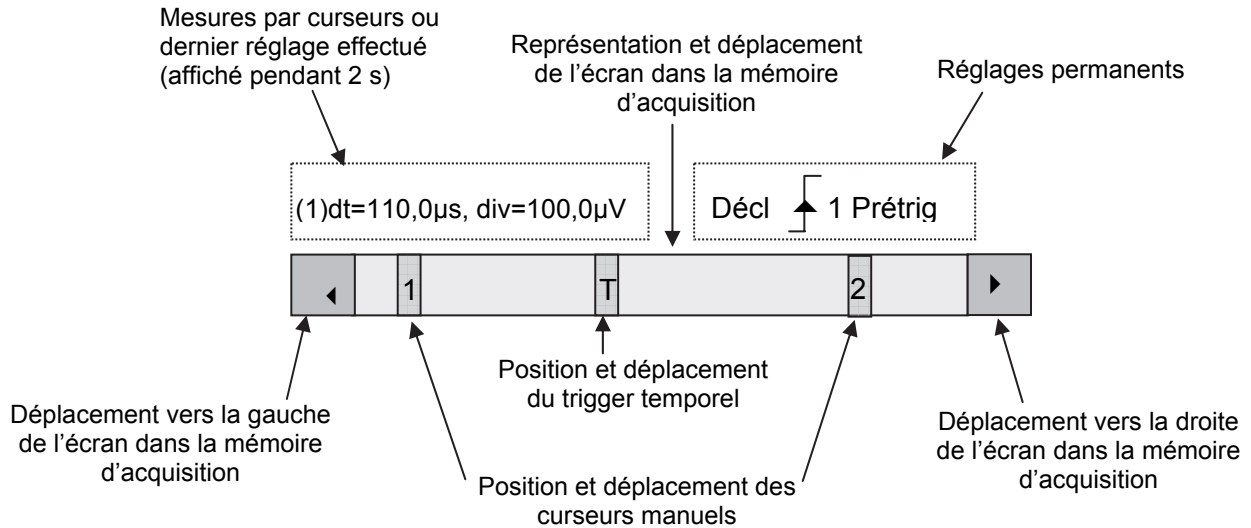 Mesures par curseurs ou
dernier réglage effectué
(affiché pendant 2 s)
Représentation et déplacement
de l'écran dans la mémoire
d'acquisition
Réglages permanents
(1)dt=110,0µs, div=100,0µV
Décl 1 Prétrig
1
T
2
Position et déplacement
du trigger temporel
Déplacement vers la gauche
de l'écran dans la mémoire
d'acquisition
Déplacement vers la droite
de l'écran dans la mémoire
d'acquisition
Position et déplacement des
curseurs manuels